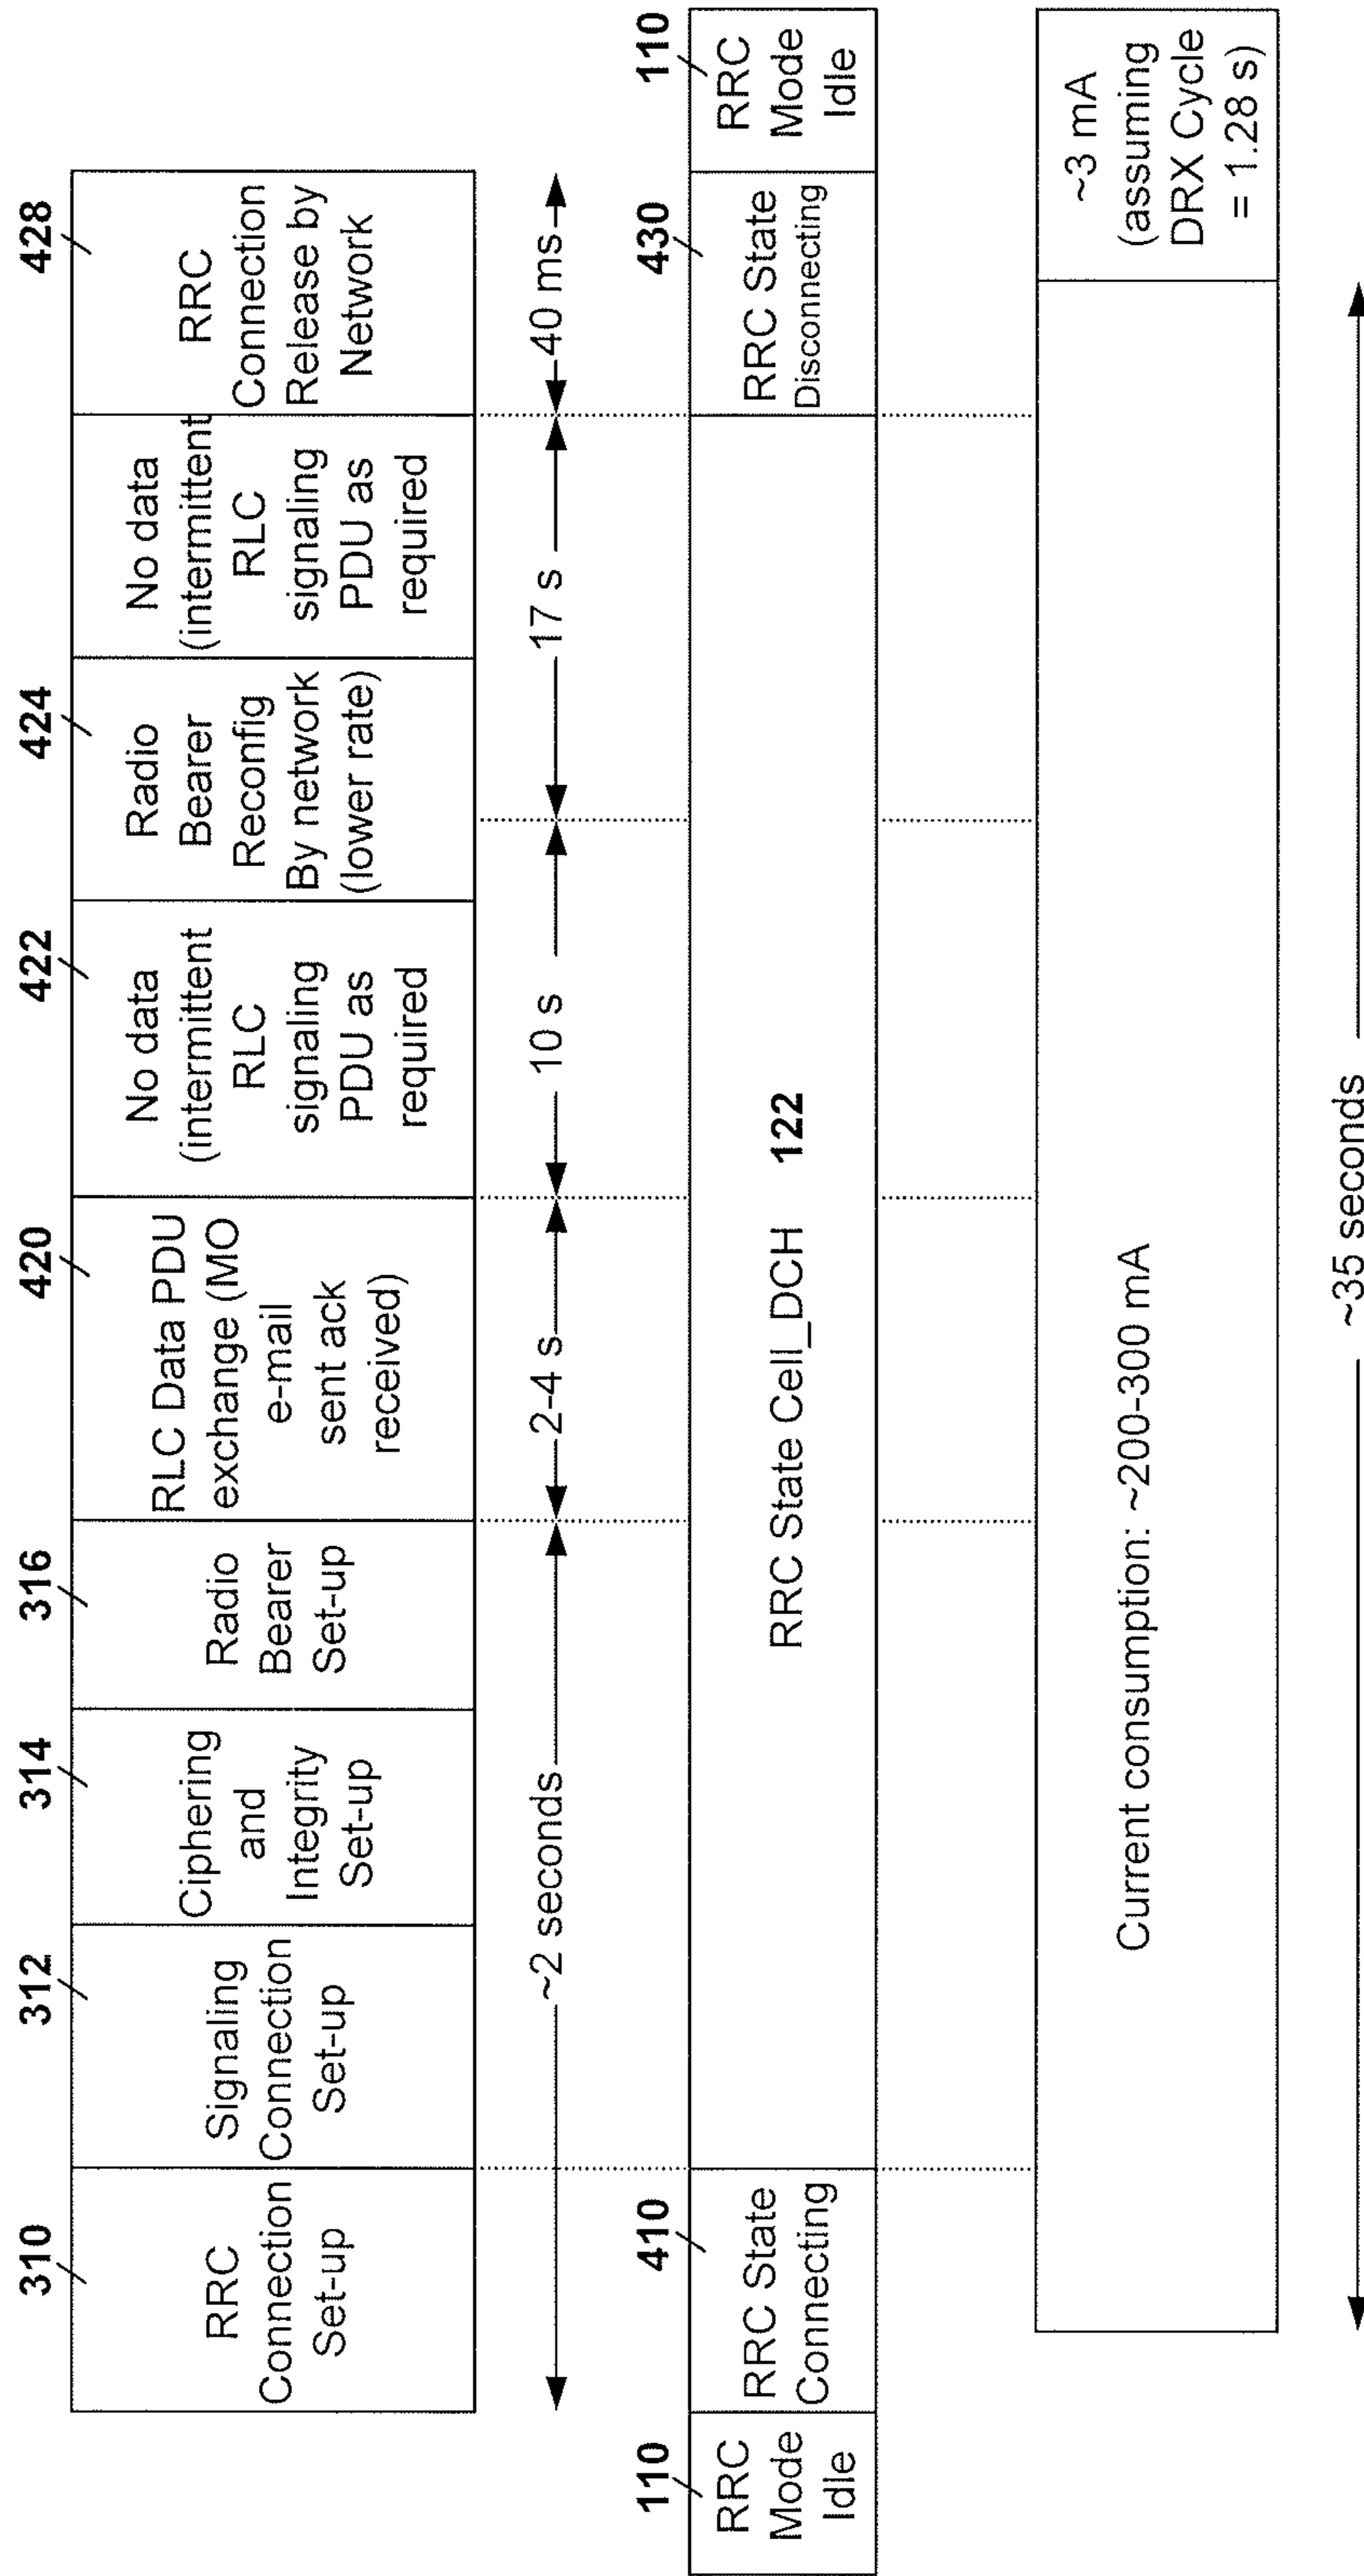 310
312
314
316
420
422
424
428
RRC
Connection
Set-up
Signaling
Connection
Set-up
Ciphering
and
Integrity
Set-up
Radio
Bearer
Set-up
RLC Data PDU
exchange (MO
e-mail
sent ack
received)
No data
(intermittent
RLC
signaling
PDU as
required
Radio
Bearer
Reconfig
By network
(lower rate)
No data
(intermittent
RLC
signaling
PDU as
required
RRC
Connection
Release by
Network
~2 seconds
2-4 s
10 s
17 s
40 ms
110
410
430
110
RRC
Mode
Idle
RRC State
Connecting
RRC State Cell_DCH 122
RRC State
Disconnecting
RRC
Mode
Idle
Current consumption: ~200-300 mA
~3 mA
(assuming
DRX Cycle
= 1.28 s)
~35 seconds